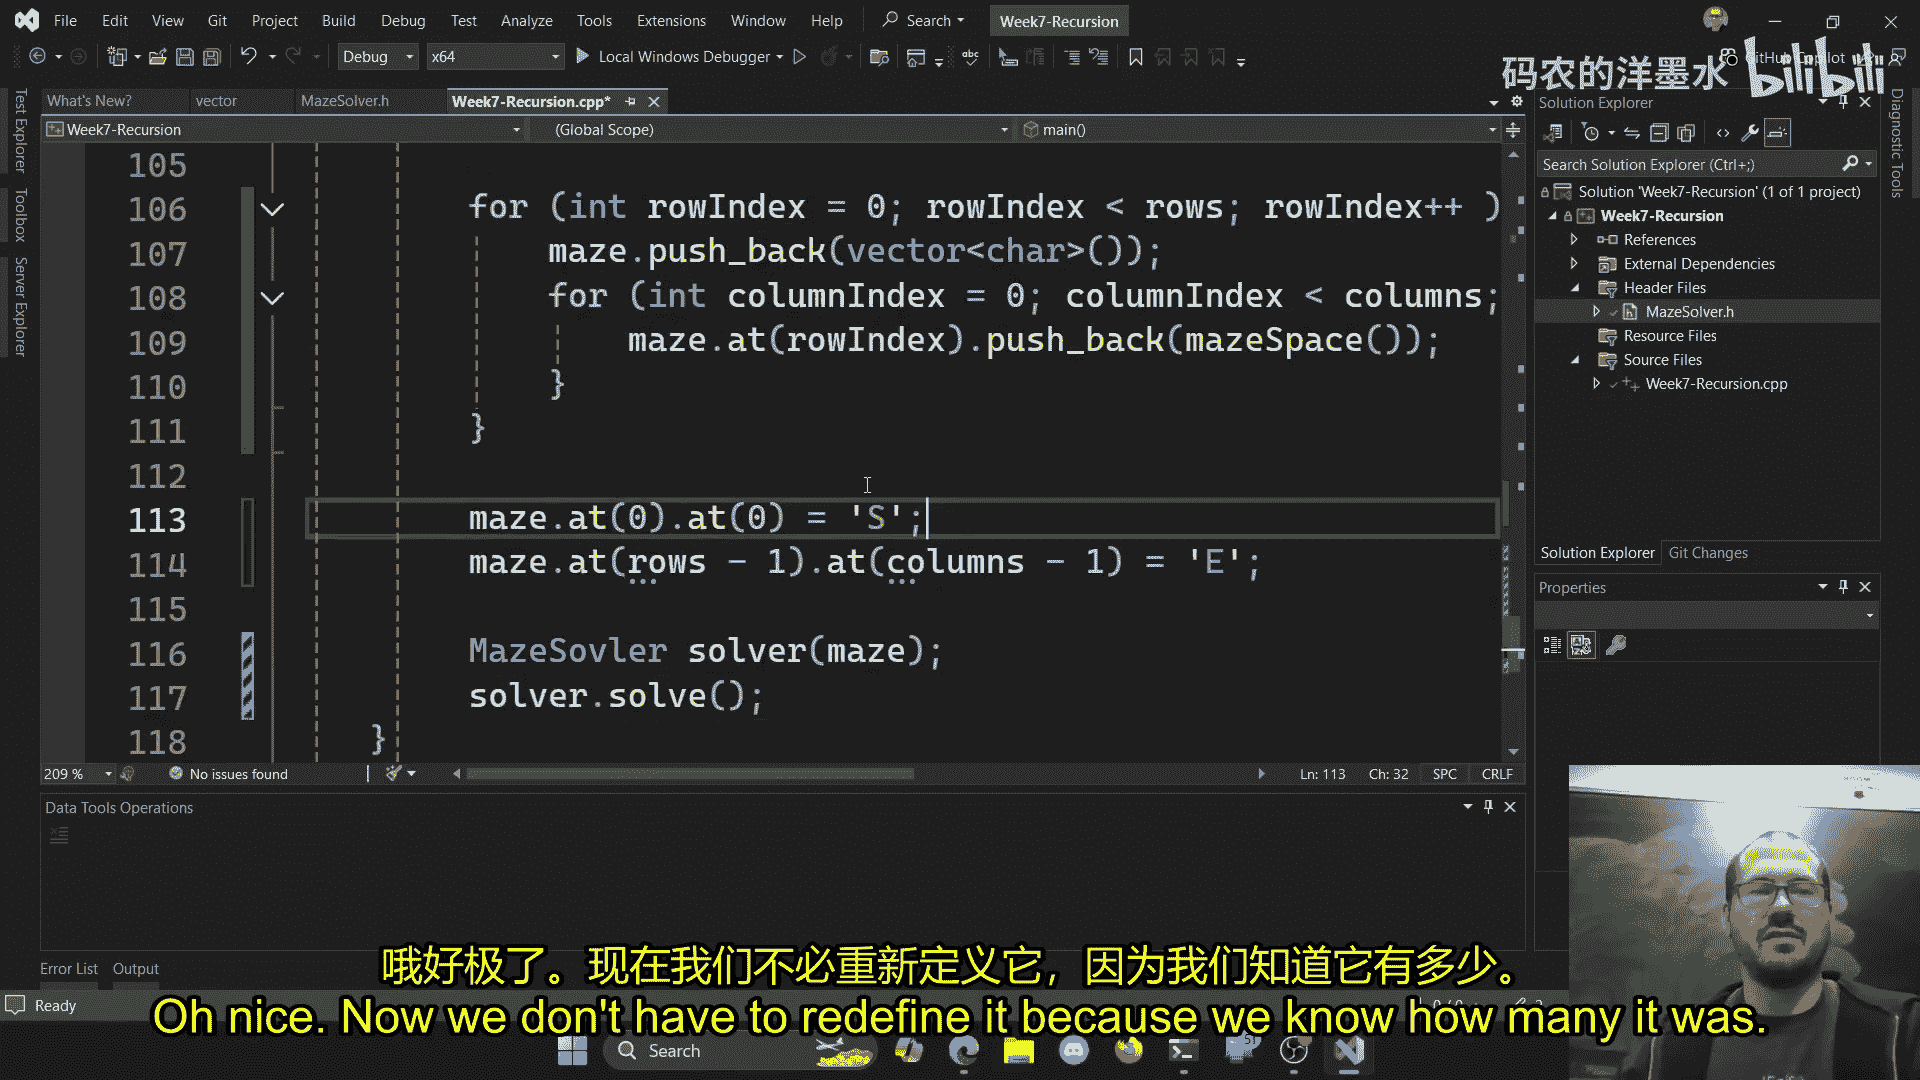 File Edit View Git Project Build Debug Test Analyze Tools Extensions Window Help Search Week7-Recursion
Debug x64 Local Windows Debugger
码农的洋墨水 bilibili
What's New? vector MazeSolver.h Week7-Recursion.cpp*
Week7-Recursion (Global Scope) main()
Test Explorer
Toolbox
Server Explorer
105
106 for (int rowIndex = 0; rowIndex < rows; rowIndex++ )
107 maze.push_back(vector<char>());
108 for (int columnIndex = 0; columnIndex < columns;
109 maze.at(rowIndex).push_back(mazeSpace());
110 }
111 }
112
113 maze.at(0).at(0) = 'S';
114 maze.at(rows - 1).at(columns - 1) = 'E';
115
116 MazeSovler solver(maze);
117 solver.solve();
118 }
209 % No issues found Ln: 113 Ch: 32 SPC CRLF
Data Tools Operations
Error List Output
Ready
Solution Explorer
Search Solution Explorer (Ctrl+;)
Solution 'Week7-Recursion' (1 of 1 project)
Week7-Recursion
References
External Dependencies
Header Files
MazeSolver.h
Resource Files
Source Files
Week7-Recursion.cpp
Solution Explorer Git Changes
Properties
Diagnostic Tools
哦好极了。现在我们不必重新定义它，因为我们知道它有多少。
Oh nice. Now we don't have to redefine it because we know how many it was.
Search